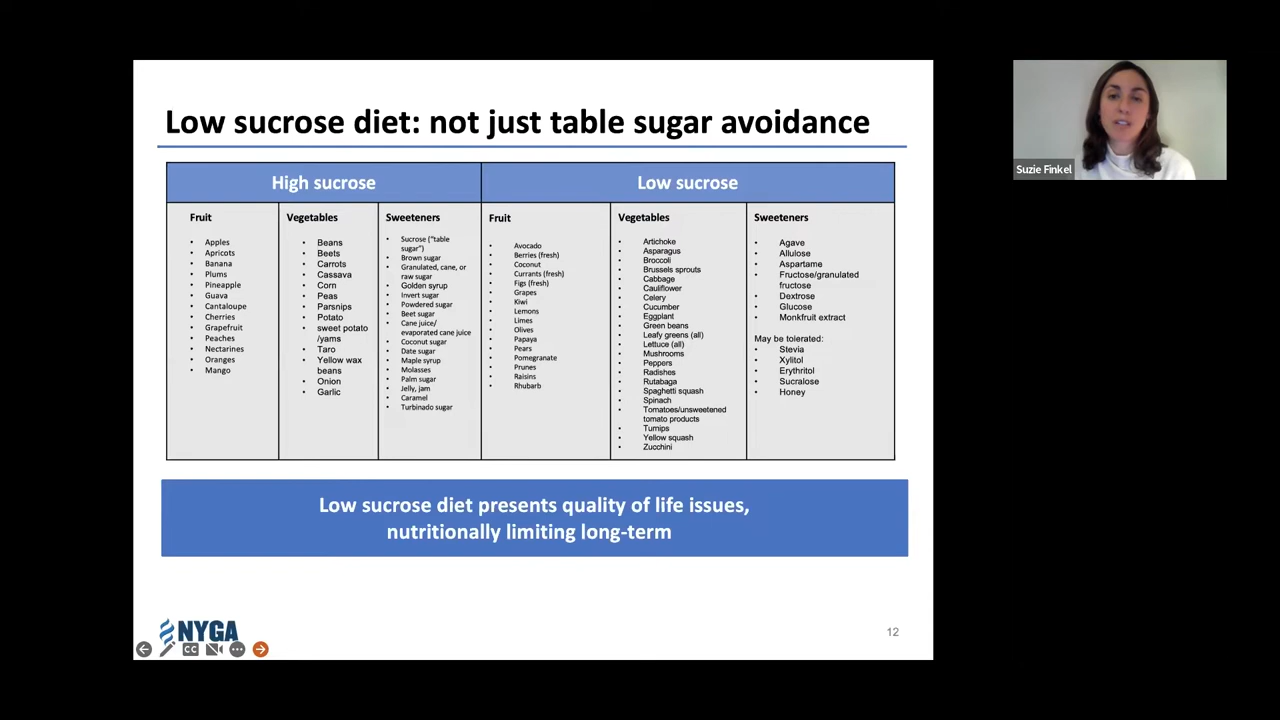 Low sucrose diet: not just table sugar avoidance
High sucrose
Low sucrose
Fruit
• Apples
• Apricots
• Banana
• Plums
• Pineapple
• Guava
• Cantaloupe
• Cherries
• Grapefruit
• Peaches
• Nectarines
• Oranges
• Mango
Vegetables
• Beans
• Beets
• Carrots
• Cassava
• Corn
• Peas
• Parsnips
• Potato
• sweet potato
/yams
• Taro
• Yellow wax
beans
• Onion
• Garlic
Sweeteners
• Sucrose ("table
sugar")
• Brown sugar
• Granulated, cane, or
raw sugar
• Golden syrup
• Invert sugar
• Powdered sugar
• Beet sugar
• Cane juice/
evaporated cane juice
• Coconut sugar
• Date sugar
• Maple syrup
• Molasses
• Palm sugar
• Jelly, jam
• Caramel
• Turbinado sugar
Fruit
• Avocado
• Berries (fresh)
• Coconut
• Currants (fresh)
• Figs (fresh)
• Grapes
• Kiwi
• Lemons
• Limes
• Olives
• Papaya
• Pears
• Pomegranate
• Prunes
• Raisins
• Rhubarb
Vegetables
• Artichoke
• Asparagus
• Broccoli
• Brussels sprouts
• Cabbage
• Cauliflower
• Celery
• Cucumber
• Eggplant
• Green beans
• Leafy greens (all)
• Lettuce (all)
• Mushrooms
• Peppers
• Radishes
• Rutabaga
• Spaghetti squash
• Spinach
• Tomatoes/unsweetened
tomato products
• Turnips
• Yellow squash
• Zucchini
Sweeteners
• Agave
• Allulose
• Aspartame
• Fructose/granulated
fructose
• Dextrose
• Glucose
• Monkfruit extract
May be tolerated:
• Stevia
• Xylitol
• Erythritol
• Sucralose
• Honey
Low sucrose diet presents quality of life issues,
nutritionally limiting long-term
NYGA
CC
12
Suzie Finkel